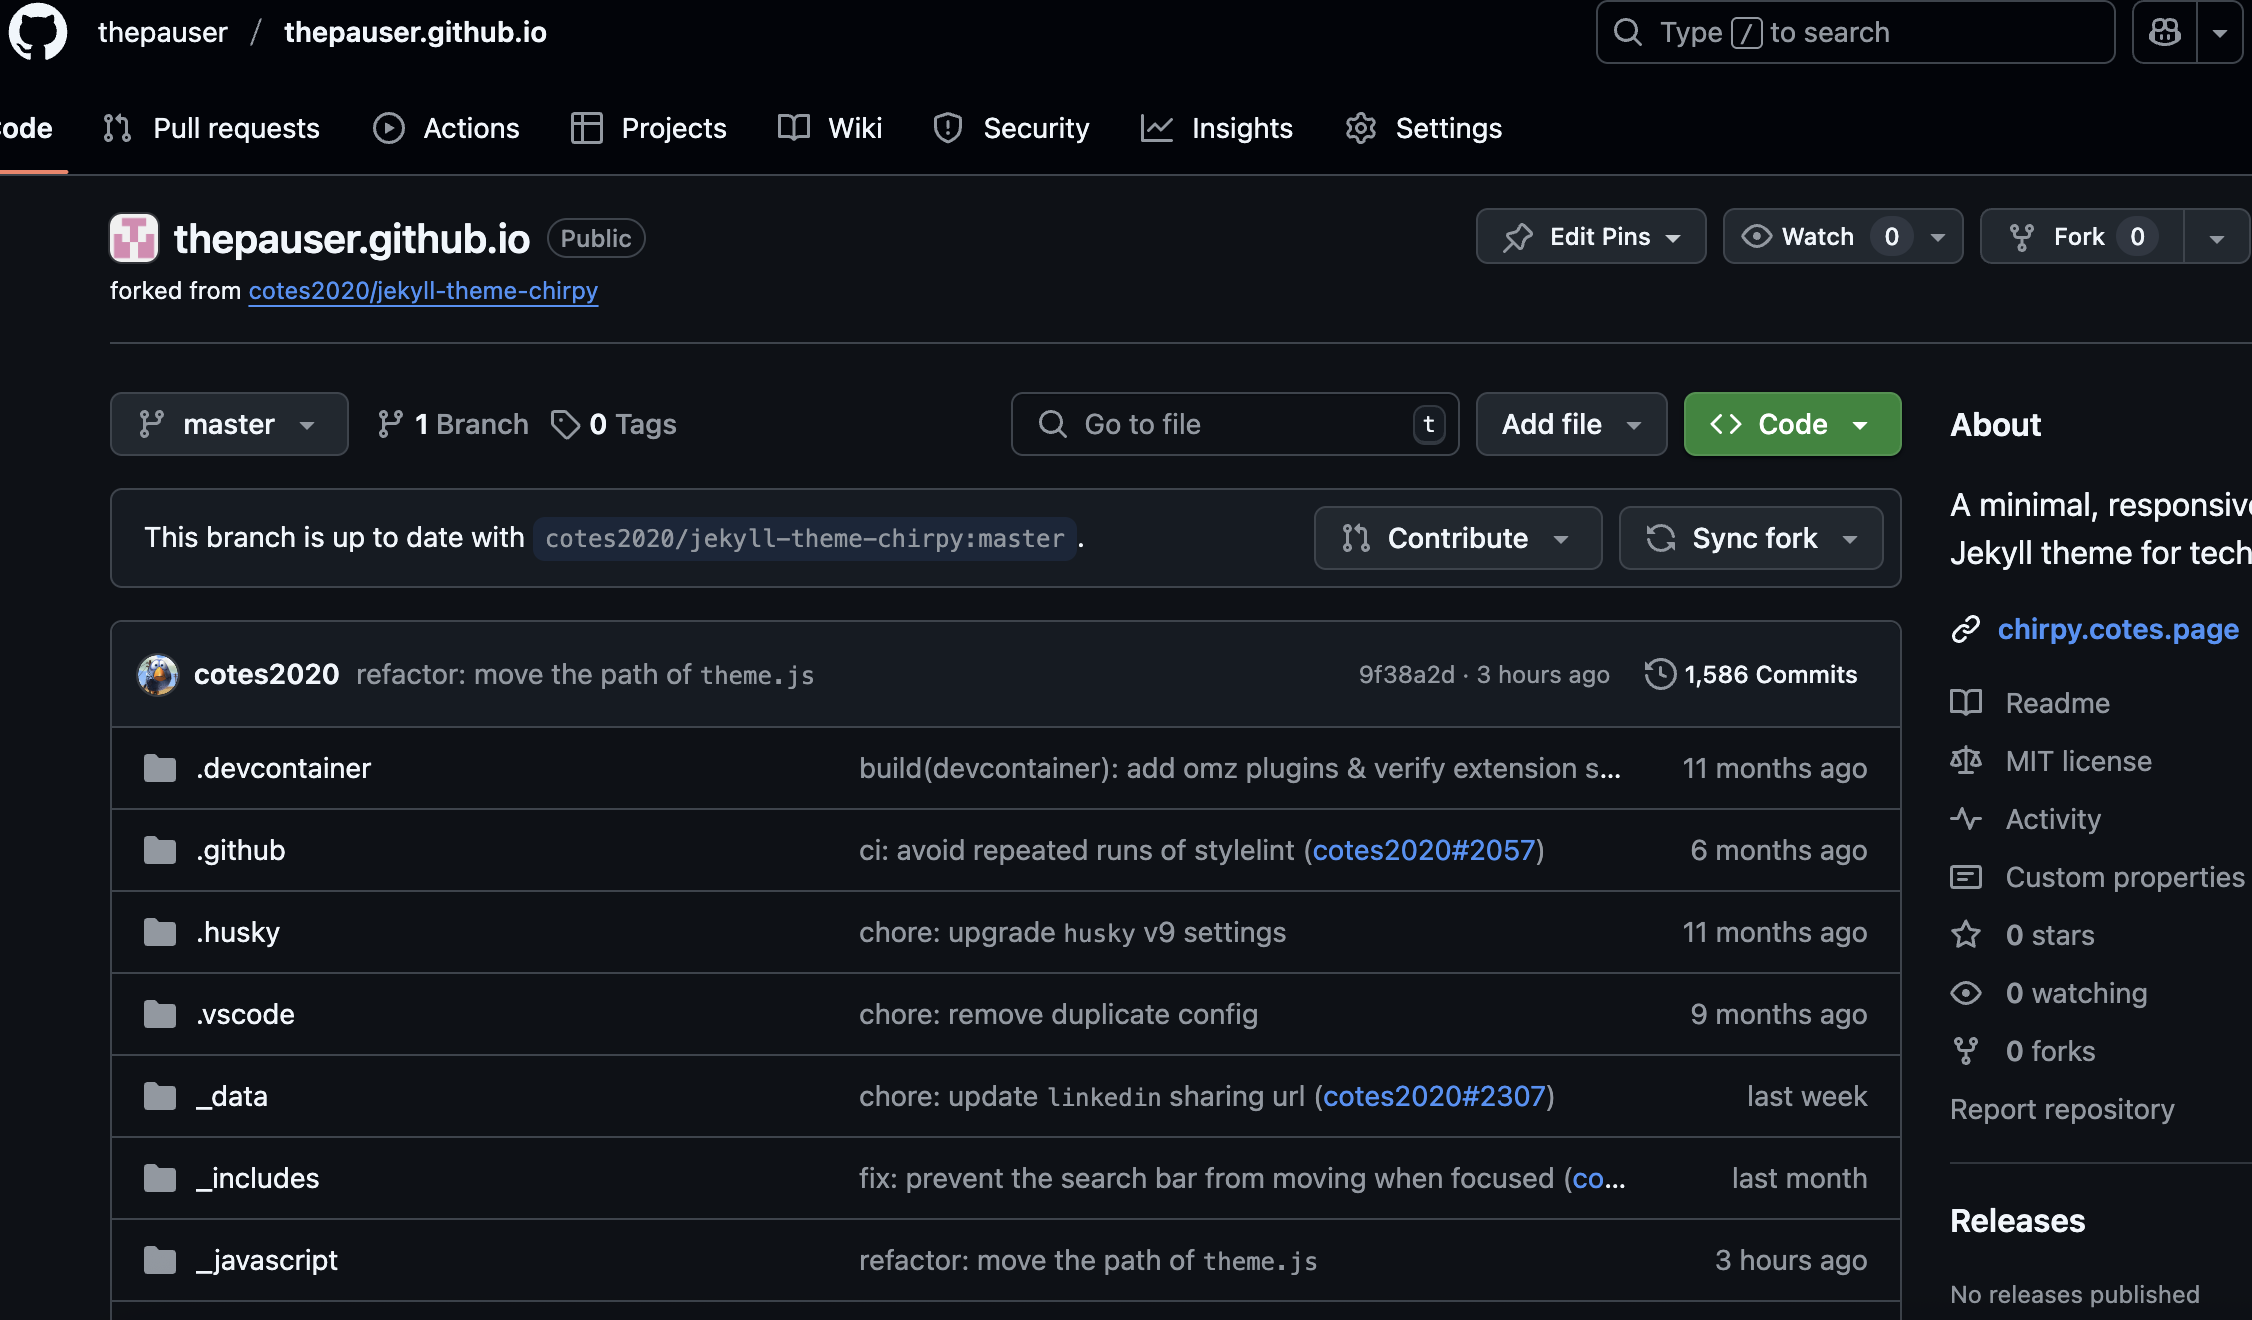 thepauser / thepauser.github.io
Type / to search
ode
Pull requests
Actions
Projects
Wiki
Security
Insights
Settings
thepauser.github.io
Public
Edit Pins
Watch 0
Fork 0
forked from cotes2020/jekyll-theme-chirpy
master
1 Branch
0 Tags
Go to file
t
Add file
<> Code
This branch is up to date with cotes2020/jekyll-theme-chirpy:master .
Contribute
Sync fork
cotes2020 refactor: move the path of theme.js
9f38a2d · 3 hours ago
1,586 Commits
.devcontainer
build(devcontainer): add omz plugins & verify extension s...
11 months ago
.github
ci: avoid repeated runs of stylelint (cotes2020#2057)
6 months ago
.husky
chore: upgrade husky v9 settings
11 months ago
.vscode
chore: remove duplicate config
9 months ago
_data
chore: update linkedin sharing url (cotes2020#2307)
last week
_includes
fix: prevent the search bar from moving when focused (co...
last month
_javascript
refactor: move the path of theme.js
3 hours ago
About
A minimal, responsive
Jekyll theme for tech
chirpy.cotes.page
Readme
MIT license
Activity
Custom properties
0 stars
0 watching
0 forks
Report repository
Releases
No releases published